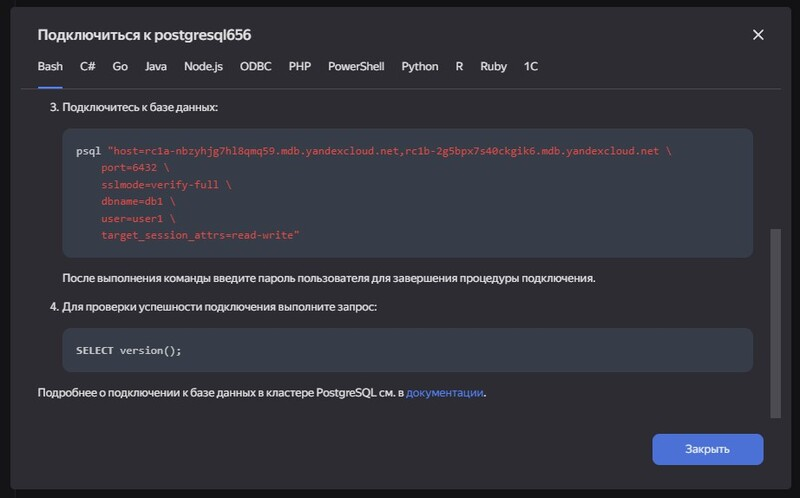 Подключиться к postgresql656
Bash C# Go Java Node.js ODBC PHP PowerShell Python R Ruby 1C
3. Подключитесь к базе данных:
psql "host=rc1a-nbzyhjg7hl8qmq59.mdb.yandexcloud.net,rc1b-2g5bpx7s40ckgik6.mdb.yandexcloud.net \
port=6432 \
sslmode=verify-full \
dbname=db1 \
user=user1 \
target_session_attrs=read-write"
После выполнения команды введите пароль пользователя для завершения процедуры подключения.
4. Для проверки успешности подключения выполните запрос:
SELECT version();
Подробнее о подключении к базе данных в кластере PostgreSQL см. в документации.
Закрыть